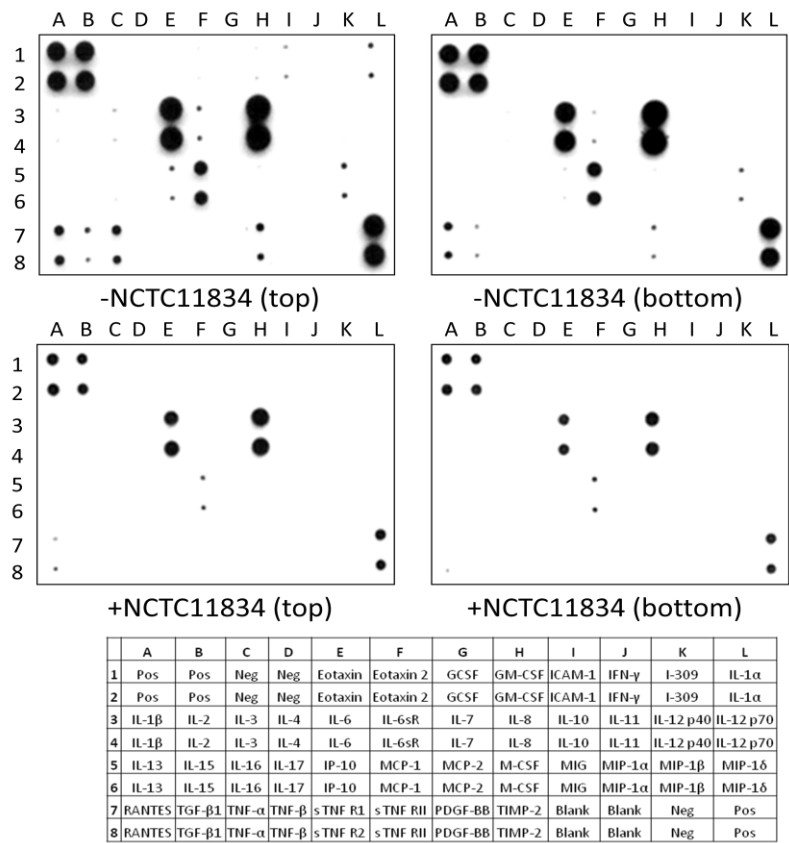 A B C D E F G H I J K L A B C D E F G H I J K L
1 1
2 2
3 3
4 4
5 5
6 6
7 7
8 8
-NCTC11834 (top) -NCTC11834 (bottom)
A B C D E F G H I J K L A B C D E F G H I J K L
1 1
2 2
3 3
4 4
5 5
6 6
7 7
8 8
+NCTC11834 (top) +NCTC11834 (bottom)
A B C D E F G H I J K L
1 Pos Pos Neg Neg Eotaxin Eotaxin 2 GCSF GM-CSF ICAM-1 IFN-γ I-309 IL-1α
2 Pos Pos Neg Neg Eotaxin Eotaxin 2 GCSF GM-CSF ICAM-1 IFN-γ I-309 IL-1α
3 IL-1β IL-2 IL-3 IL-4 IL-6 IL-6sR IL-7 IL-8 IL-10 IL-11 IL-12 p40 IL-12 p70
4 IL-1β IL-2 IL-3 IL-4 IL-6 IL-6sR IL-7 IL-8 IL-10 IL-11 IL-12 p40 IL-12 p70
5 IL-13 IL-15 IL-16 IL-17 IP-10 MCP-1 MCP-2 M-CSF MIG MIP-1α MIP-1β MIP-1δ
6 IL-13 IL-15 IL-16 IL-17 IP-10 MCP-1 MCP-2 M-CSF MIG MIP-1α MIP-1β MIP-1δ
7 RANTES TGF-β1 TNF-α TNF-β s TNF R1 s TNF RII PDGF-BB TIMP-2 Blank Blank Neg Pos
8 RANTES TGF-β1 TNF-α TNF-β s TNF R2 s TNF RII PDGF-BB TIMP-2 Blank Blank Neg Pos